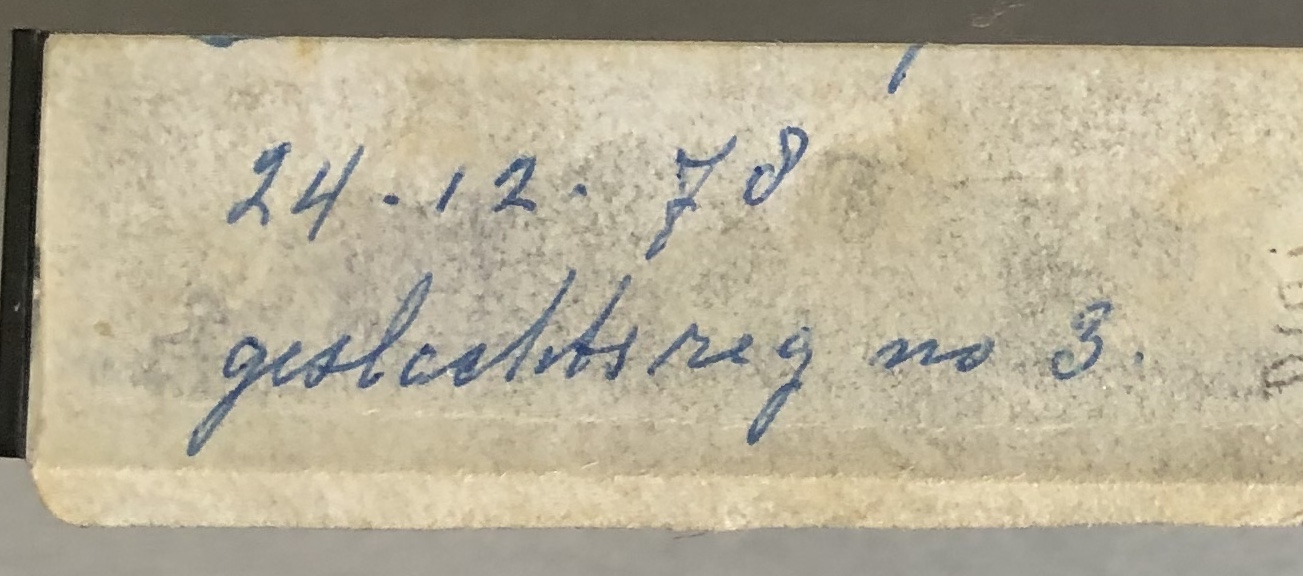 24.12.78
geslachtsreg no 3.